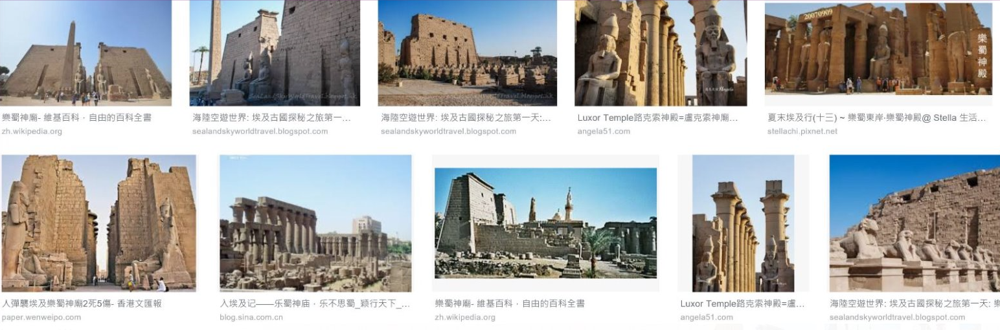 20070909
樂蜀神殿
SeaLandSkyWorldTravel.blogspot.hk
Angela
樂蜀神廟- 維基百科，自由的百科全書
zh.wikipedia.org
海陸空遊世界: 埃及古國探秘之旅第一…
sealandskyworldtravel.blogspot.com
海陸空遊世界: 埃及古國探秘之旅第一天:…
sealandskyworldtravel.blogspot.com
Luxor Temple路克索神殿=盧克索神廟…
angela51.com
夏末埃及行(十三) ~ 樂蜀東岸·樂蜀神殿@ Stella 生活…
stellachi.pixnet.net
人彈襲埃及樂蜀神廟2死5傷- 香港文匯報
paper.wenweipo.com
入埃及记——乐蜀神庙，乐不思蜀_颖行天下_…
blog.sina.com.cn
樂蜀神廟- 維基百科，自由的百科全書
zh.wikipedia.org
Luxor Temple路克索神殿=盧…
angela51.com
海陸空遊世界: 埃及古國探秘之旅第一天: 樂
sealandskyworldtravel.blogspot.com